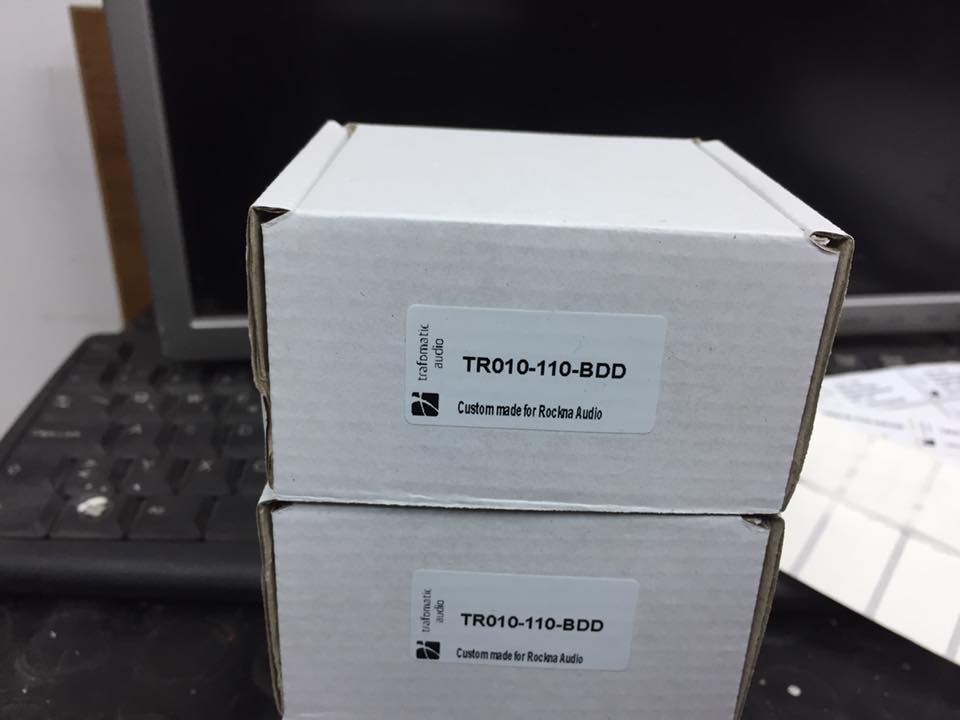 trafomatic
audio
TR010-110-BDD
Custom made for Rockna Audio
trafomatic
audio
TR010-110-BDD
Custom made for Rockna Audio